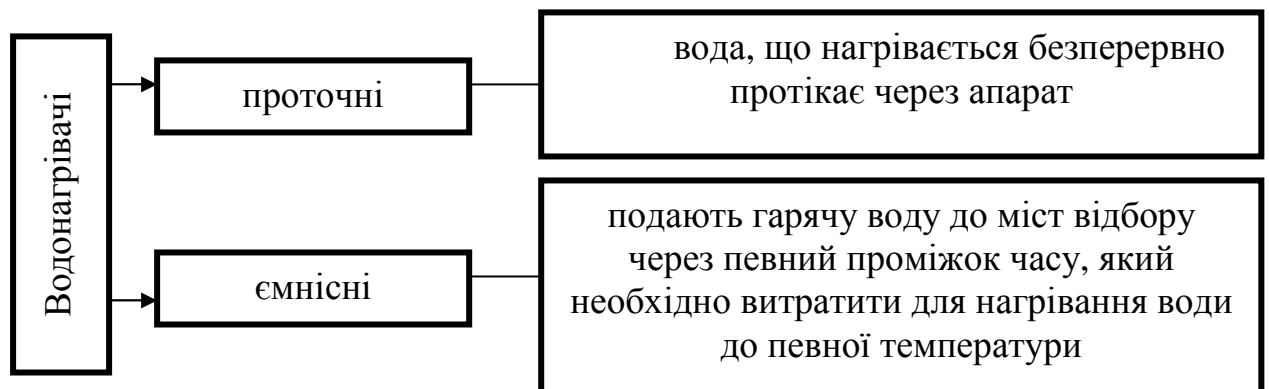 Водонагрівачі
проточні
вода, що нагрівається безперервно
протікає через апарат
ємнісні
подають гарячу воду до міст відбору
через певний проміжок часу, який
необхідно витратити для нагрівання води
до певної температури